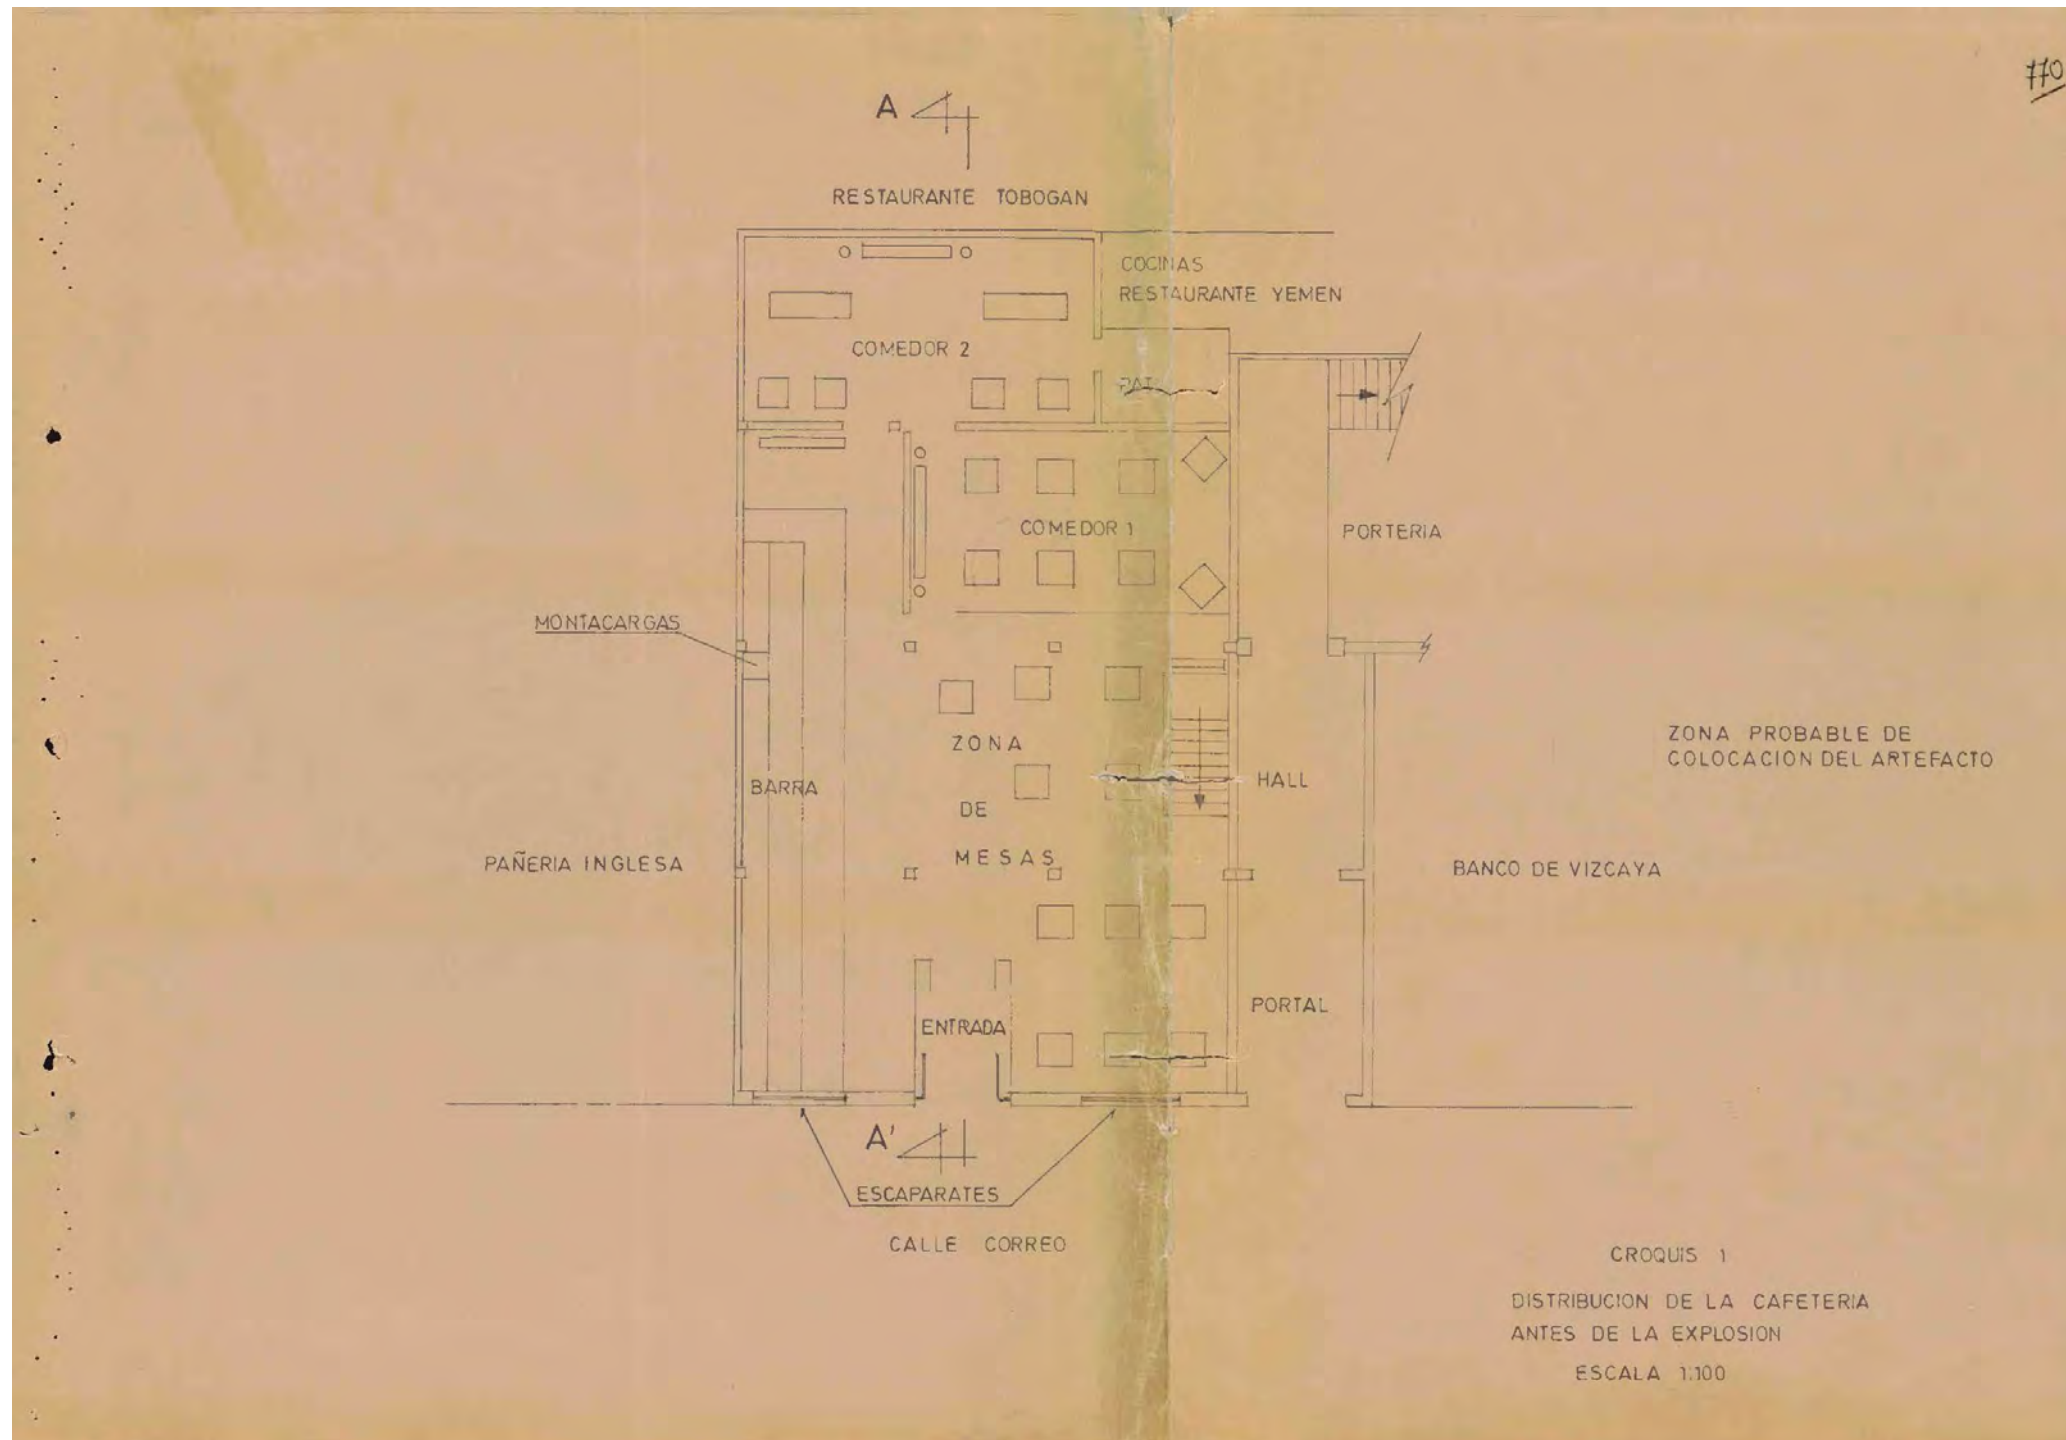 770
A
RESTAURANTE TOBOGAN
COCINAS
RESTAURANTE YEMEN
COMEDOR 2
COMEDOR 1
PORTERIA
MONTACARGAS
ZONA PROBABLE DE
COLOCACION DEL ARTEFACTO
ZONA
DE
MESAS
BARRA
HALL
PAÑERIA INGLESA
BANCO DE VIZCAYA
PORTAL
ENTRADA
A'
ESCAPARATES
CALLE CORREO
CROQUIS 1
DISTRIBUCION DE LA CAFETERIA
ANTES DE LA EXPLOSION
ESCALA 1:100